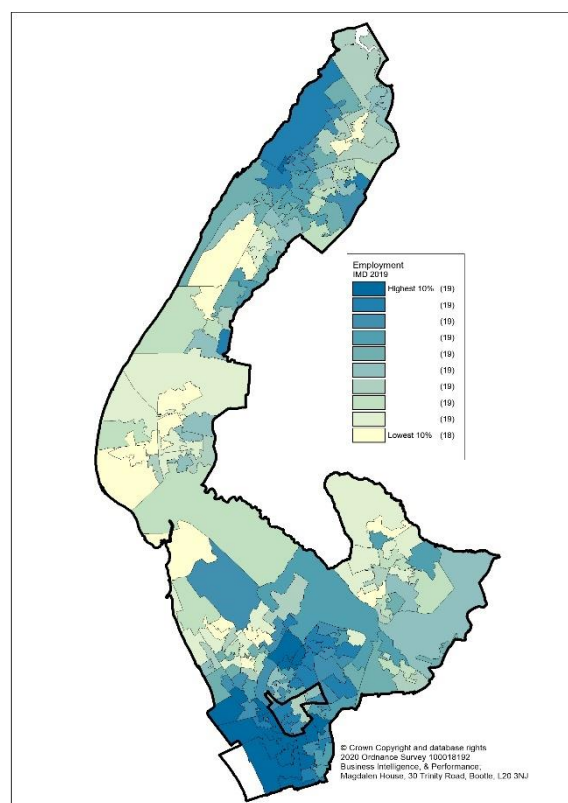 Employment
IMD 2019
Highest 10% (19)
(19)
(19)
(19)
(19)
(19)
(19)
(19)
(19)
Lowest 10% (18)
© Crown Copyright and database rights
2020 Ordnance Survey 100018192
Business Intelligence, & Performance,
Magdalen House, 30 Trinity Road, Bootle, L20 3NJ